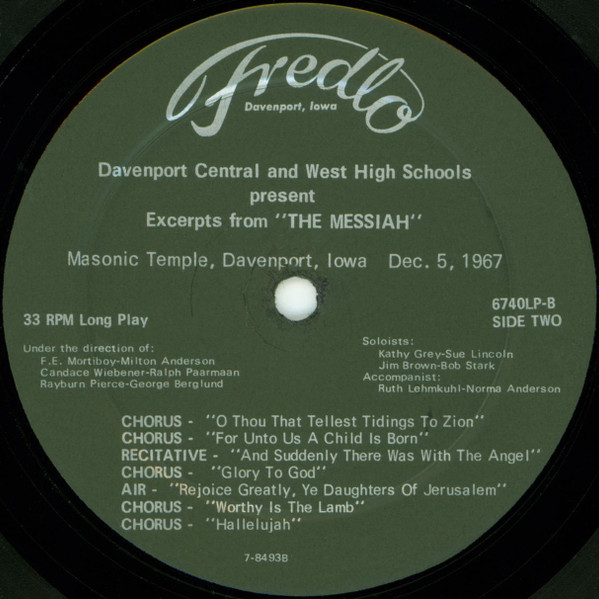 Fredlo
Davenport, Iowa
Davenport Central and West High Schools
present
Excerpts from "THE MESSIAH"
Masonic Temple, Davenport, Iowa Dec. 5, 1967
33 RPM Long Play
6740LP-B
SIDE TWO
Under the direction of:
F.E. Mortiboy-Milton Anderson
Candace Wiebener-Ralph Paarmaan
Rayburn Pierce-George Berglund
Soloists:
Kathy Grey-Sue Lincoln
Jim Brown-Bob Stark
Accompanist:
Ruth Lehmkuhl-Norma Anderson
CHORUS - "O Thou That Tellest Tidings To Zion"
CHORUS - "For Unto Us A Child Is Born"
RECITATIVE - "And Suddenly There Was With The Angel"
CHORUS - "Glory To God"
AIR - "Rejoice Greatly, Ye Daughters Of Jerusalem"
CHORUS - "Worthy Is The Lamb"
CHORUS - "Hallelujah"
7-8493B